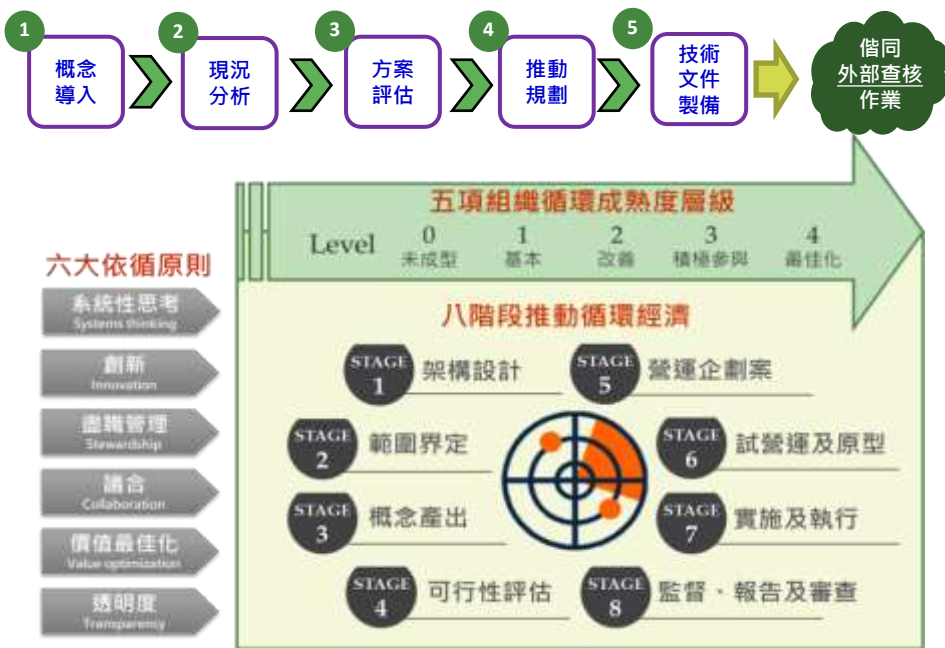 1
概念
導入
2
現況
分析
3
方案
評估
4
推動
規劃
5
技術
文件
製備
偕同
外部查核
作業
五項組織循環成熟度層級
Level
0
未成型
1
基本
2
改善
3
積極參與
4
最佳化
六大依循原則
系統性思考
Systems thinking
創新
Innovation
盡職管理
Stewardship
議合
Collaboration
價值最佳化
Value optimization
透明度
Transparency
八階段推動循環經濟
STAGE
1
架構設計
STAGE
2
範圍界定
STAGE
3
概念產出
STAGE
4
可行性評估
STAGE
5
營運企劃案
STAGE
6
試營運及原型
STAGE
7
實施及執行
STAGE
8
監督、報告及審查